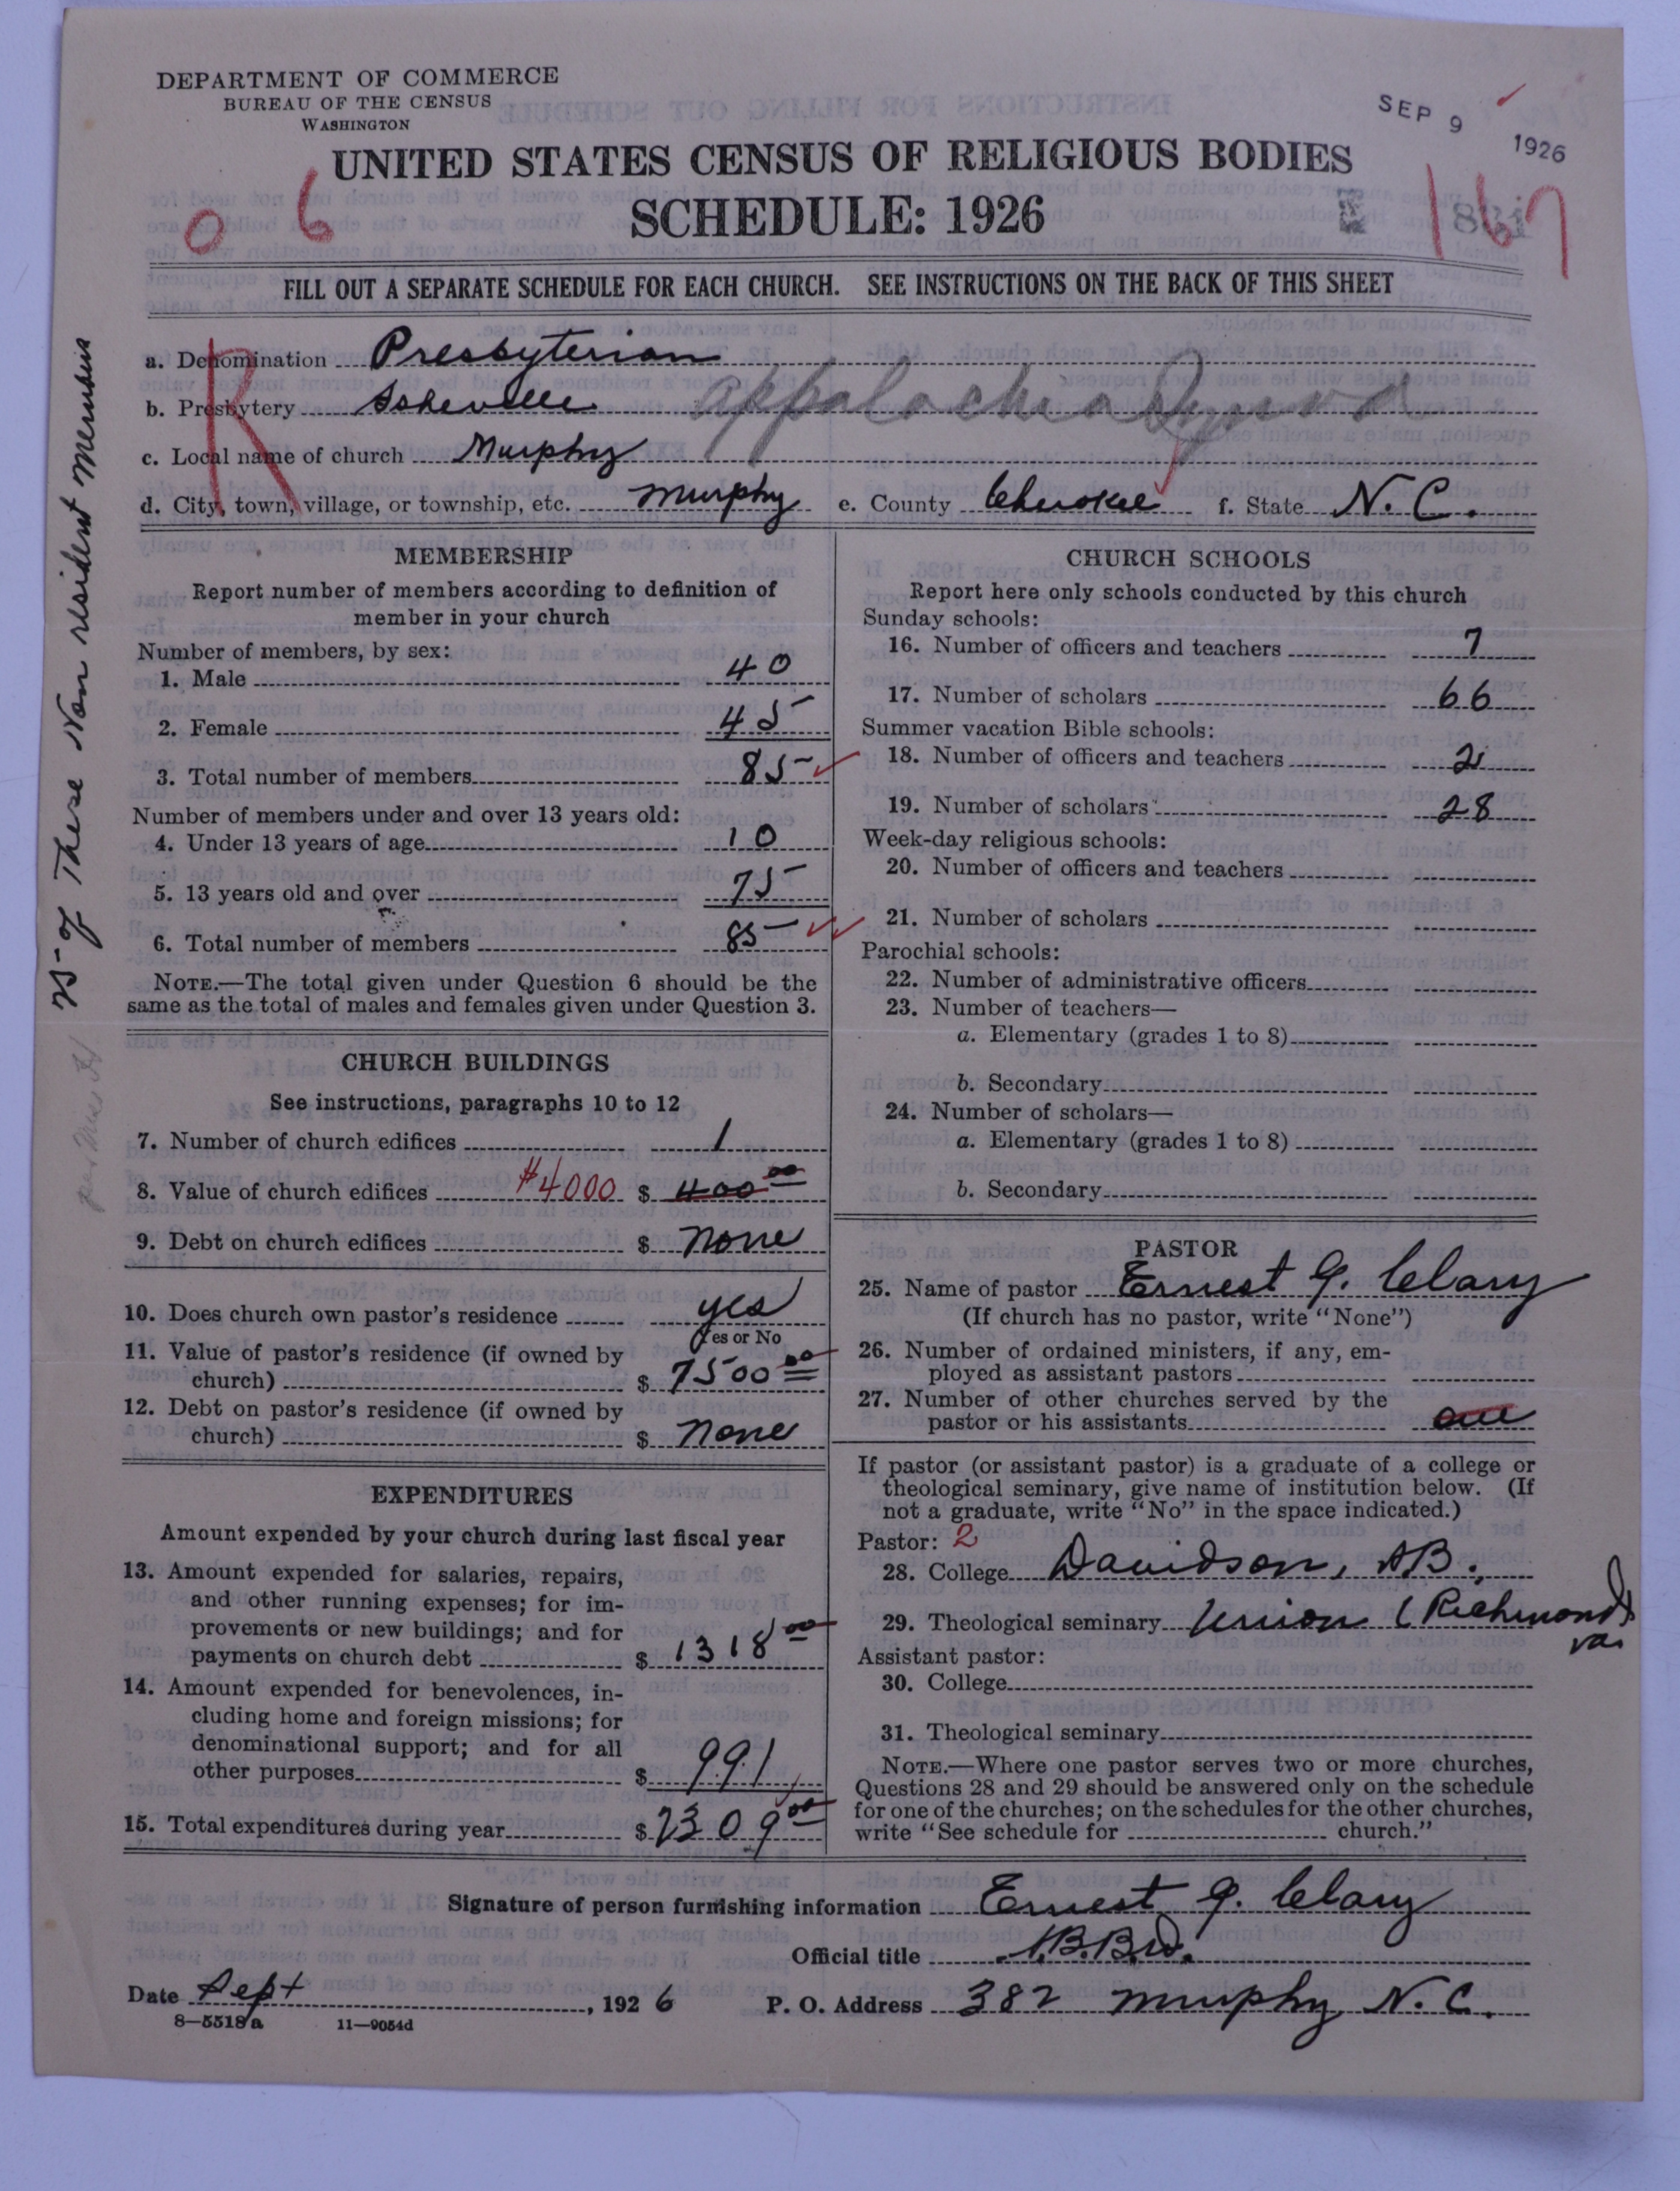 DEPARTMENT OF COMMERCE
BUREAU OF THE CENSUS
WASHINGTON
SEP 9 1926
UNITED STATES CENSUS OF RELIGIOUS BODIES
SCHEDULE: 1926
0 6
167
FILL OUT A SEPARATE SCHEDULE FOR EACH CHURCH. SEE INSTRUCTIONS ON THE BACK OF THIS SHEET
R
a. Denomination Presbyterian
b. Presbytery Asheville Appalachia Synod
c. Local name of church Murphy
d. City, town, village, or township, etc. Murphy e. County Cherokee f. State N. C.
25 of These Non resident Members
MEMBERSHIP
Report number of members according to definition of
member in your church
Number of members, by sex:
1. Male 40
2. Female 45
3. Total number of members 85
Number of members under and over 13 years old:
4. Under 13 years of age 10
5. 13 years old and over 75
6. Total number of members 85
NOTE.—The total given under Question 6 should be the
same as the total of males and females given under Question 3.
CHURCH BUILDINGS
See instructions, paragraphs 10 to 12
7. Number of church edifices 1
8. Value of church edifices #4000 $ 400 00
9. Debt on church edifices $ none
10. Does church own pastor's residence yes
Yes or No
11. Value of pastor's residence (if owned by
church) $ 7500 00
12. Debt on pastor's residence (if owned by
church) $ none
EXPENDITURES
Amount expended by your church during last fiscal year
13. Amount expended for salaries, repairs,
and other running expenses; for im-
provements or new buildings; and for
payments on church debt $ 1318 00
14. Amount expended for benevolences, in-
cluding home and foreign missions; for
denominational support; and for all
other purposes $ 991
15. Total expenditures during year $ 2309 00
CHURCH SCHOOLS
Report here only schools conducted by this church
Sunday schools:
16. Number of officers and teachers 7
17. Number of scholars 66
Summer vacation Bible schools:
18. Number of officers and teachers 2
19. Number of scholars 28
Week-day religious schools:
20. Number of officers and teachers
21. Number of scholars
Parochial schools:
22. Number of administrative officers
23. Number of teachers—
a. Elementary (grades 1 to 8)
b. Secondary
24. Number of scholars—
a. Elementary (grades 1 to 8)
b. Secondary
PASTOR
25. Name of pastor Ernest G. Clary
(If church has no pastor, write "None")
26. Number of ordained ministers, if any, em-
ployed as assistant pastors
27. Number of other churches served by the
pastor or his assistants one
If pastor (or assistant pastor) is a graduate of a college or
theological seminary, give name of institution below. (If
not a graduate, write "No" in the space indicated.)
Pastor: 2
28. College Davidson, AB.
29. Theological seminary Union (Richmond)
Va.
Assistant pastor:
30. College
31. Theological seminary
NOTE.—Where one pastor serves two or more churches,
Questions 28 and 29 should be answered only on the schedule
for one of the churches; on the schedules for the other churches,
write "See schedule for church."
Signature of person furnishing information Ernest G. Clary
Official title
Date Sept , 1926 P. O. Address 382 Murphy, N. C.
8—5518a 11—9054d